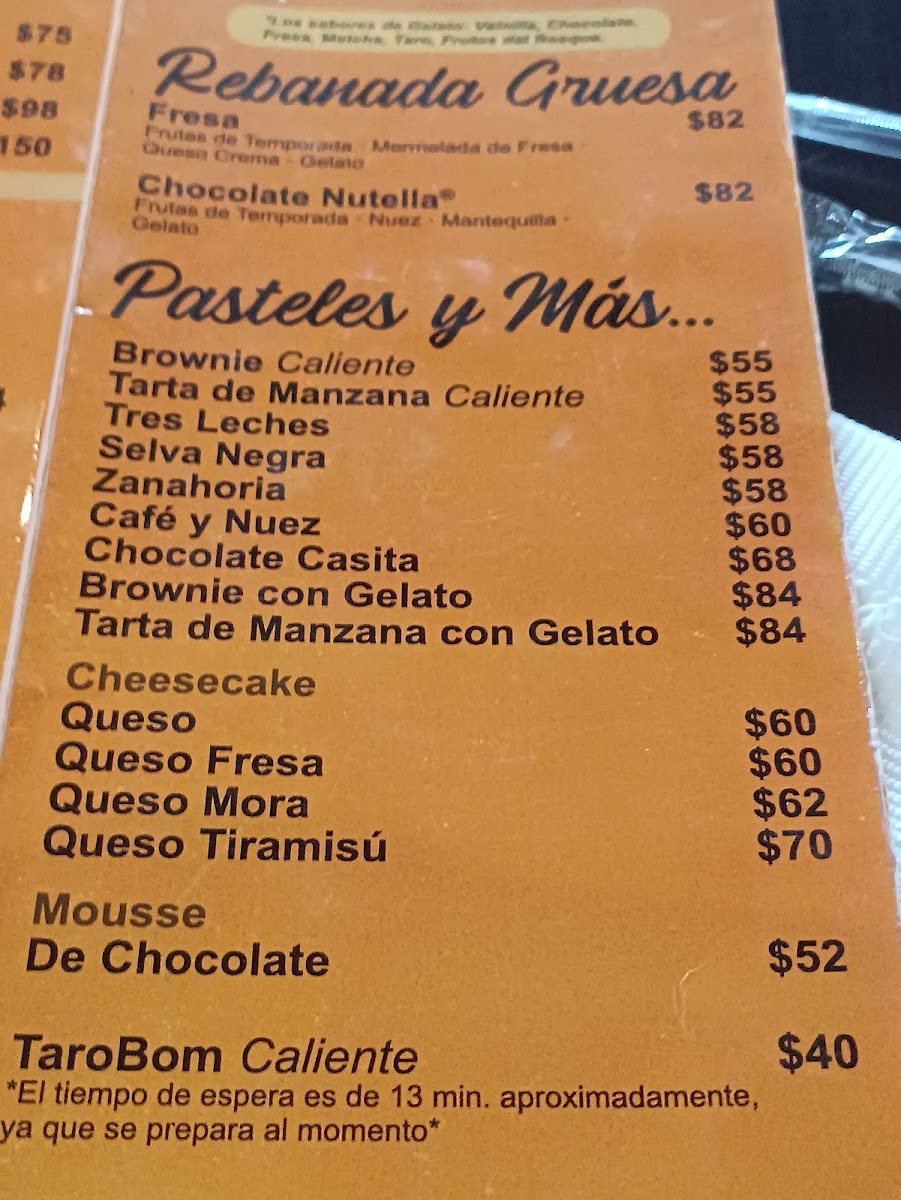 $75
$78
$98
150
*Los sabores de Gelato: Vainilla, Chocolate,
Fresa, Matcha, Taro, Frutos del Bosque.
Rebanada Gruesa
Fresa $82
Frutas de Temporada · Mermelada de Fresa ·
Queso Crema · Gelato
Chocolate Nutella® $82
Frutas de Temporada · Nuez · Mantequilla ·
Gelato
Pasteles y Más...
Brownie Caliente $55
Tarta de Manzana Caliente $55
Tres Leches $58
Selva Negra $58
Zanahoria $58
Café y Nuez $60
Chocolate Casita $68
Brownie con Gelato $84
Tarta de Manzana con Gelato $84
Cheesecake
Queso $60
Queso Fresa $60
Queso Mora $62
Queso Tiramisú $70
Mousse
De Chocolate $52
TaroBom Caliente $40
*El tiempo de espera es de 13 min. aproximadamente,
ya que se prepara al momento*